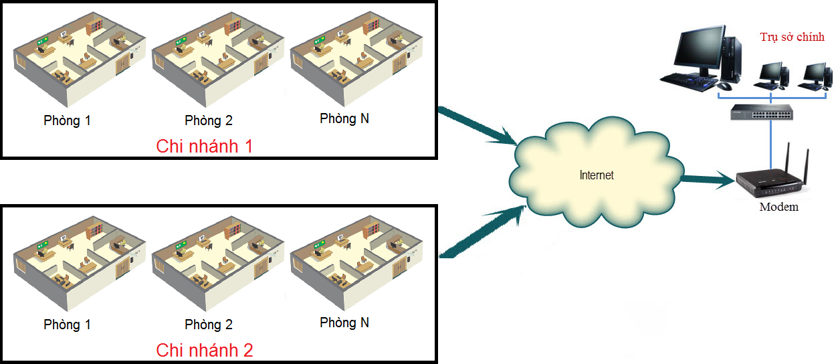 Phòng 1
Phòng 2
Phòng N
Chi nhánh 1
Internet
Trụ sở chính
Modem
Phòng 1
Phòng 2
Phòng N
Chi nhánh 2